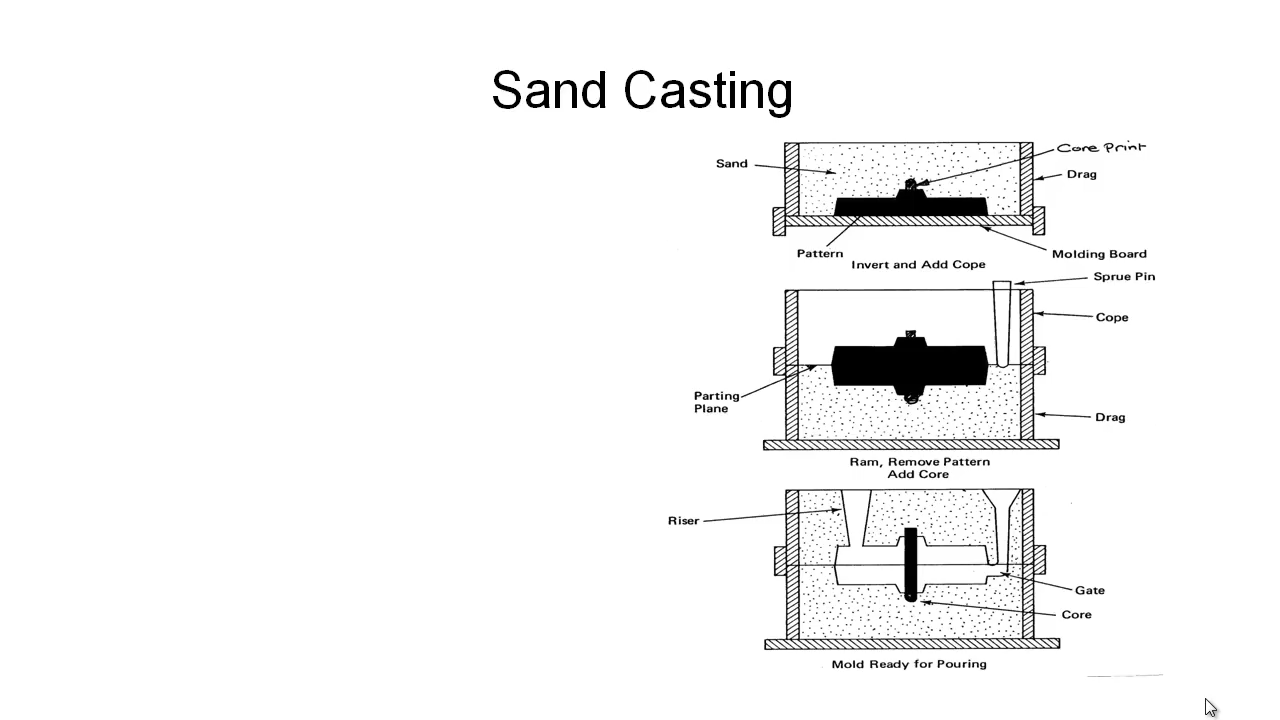 Sand Casting
Core Print
Sand
Drag
Pattern
Molding Board
Invert and Add Cope
Sprue Pin
Cope
Parting
Plane
Drag
Ram, Remove Pattern
Add Core
Riser
Gate
Core
Mold Ready for Pouring